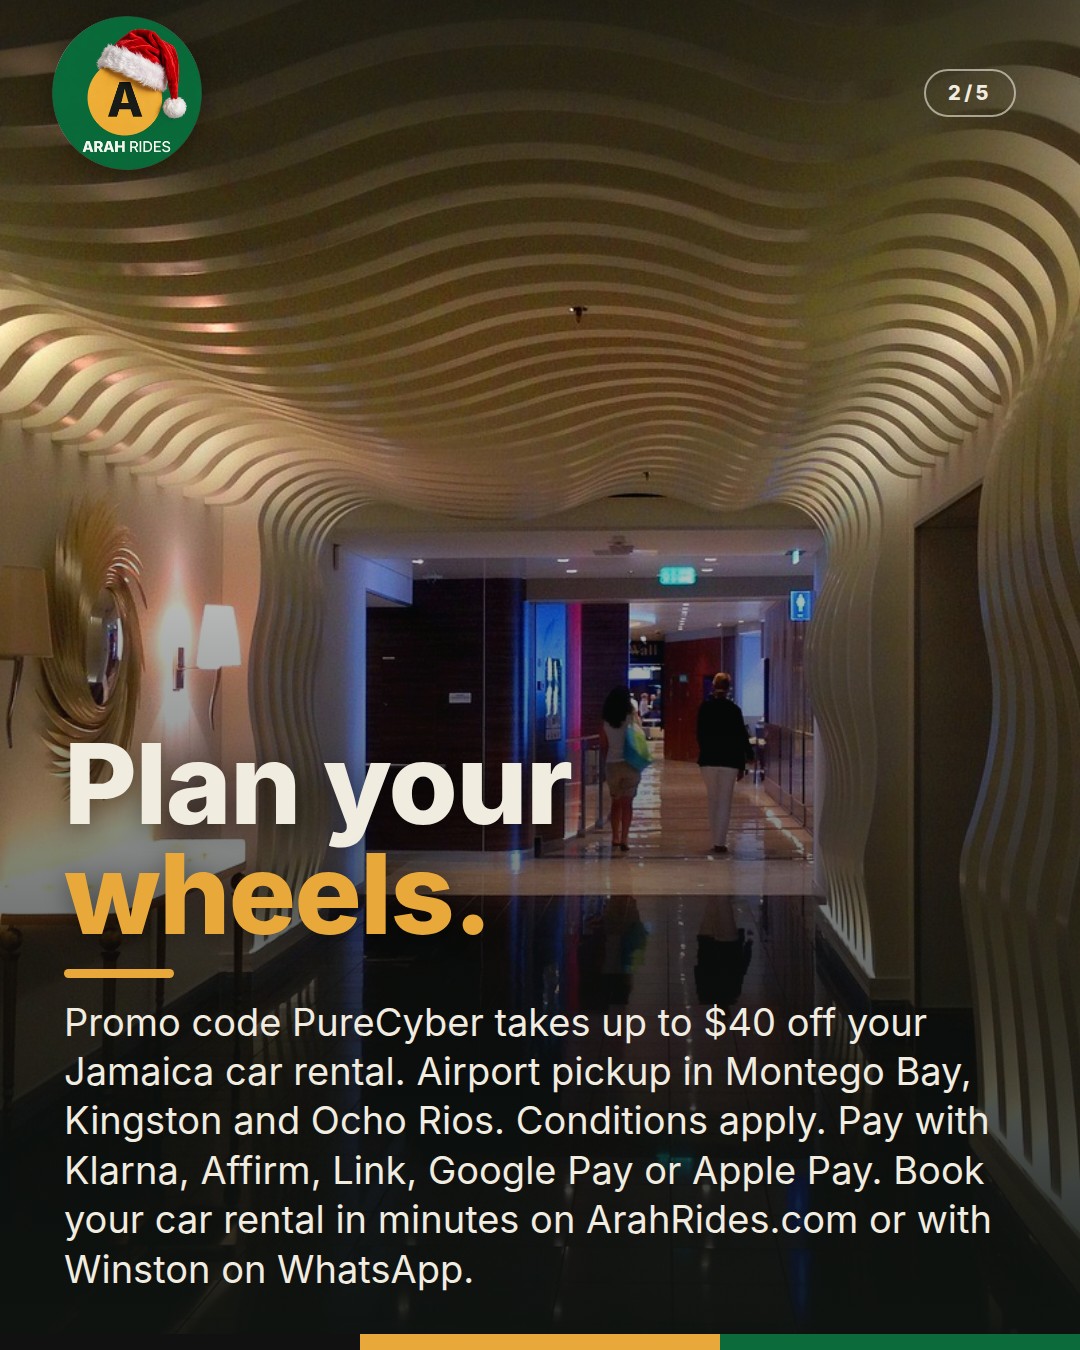 A
ARAH RIDES
2/5
Wall
Plan your
wheels.
Promo code PureCyber takes up to $40 off your
Jamaica car rental. Airport pickup in Montego Bay,
Kingston and Ocho Rios. Conditions apply. Pay with
Klarna, Affirm, Link, Google Pay or Apple Pay. Book
your car rental in minutes on ArahRides.com or with
Winston on WhatsApp.